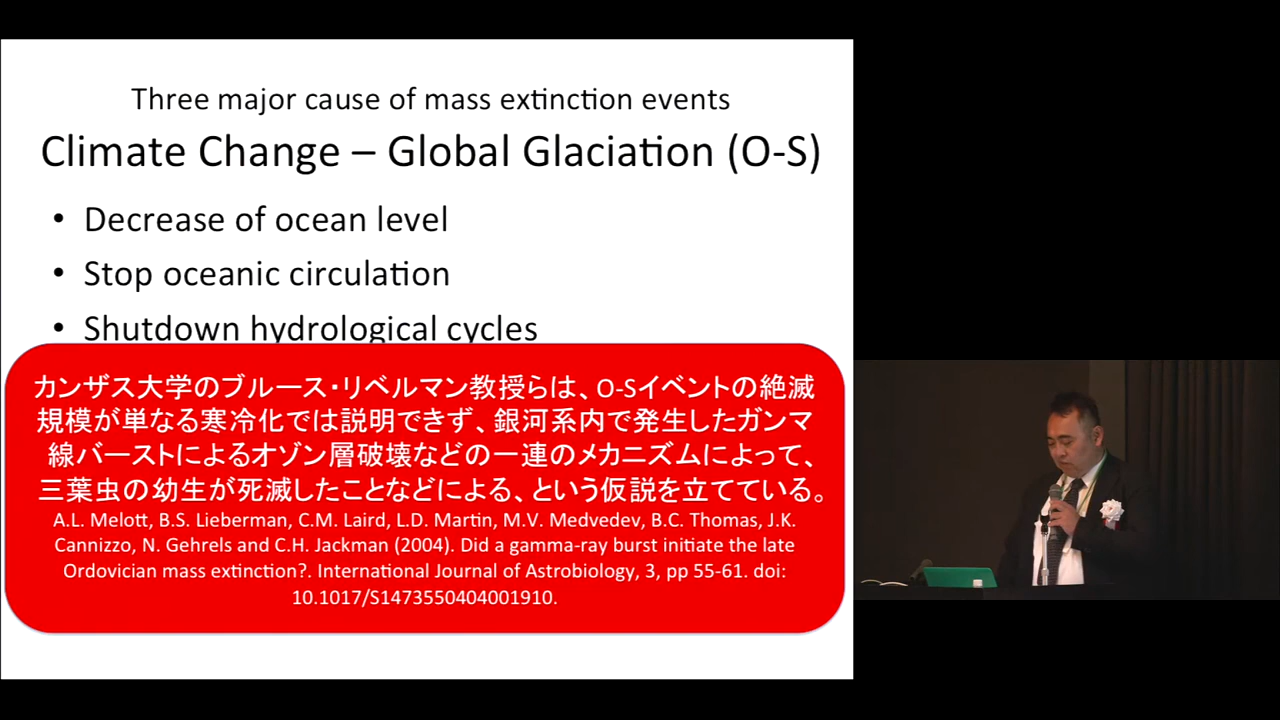 Three major cause of mass extinction events
Climate Change – Global Glaciation (O-S)
• Decrease of ocean level
• Stop oceanic circulation
• Shutdown hydrological cycles
カンザス大学のブルース・リベルマン教授らは、O-Sイベントの絶滅
規模が単なる寒冷化では説明できず、銀河系内で発生したガンマ
線バーストによるオゾン層破壊などの一連のメカニズムによって、
三葉虫の幼生が死滅したことなどによる、という仮説を立てている。
A.L. Melott, B.S. Lieberman, C.M. Laird, L.D. Martin, M.V. Medvedev, B.C. Thomas, J.K.
Cannizzo, N. Gehrels and C.H. Jackman (2004). Did a gamma-ray burst initiate the late
Ordovician mass extinction?. International Journal of Astrobiology, 3, pp 55-61. doi:
10.1017/S1473550404001910.